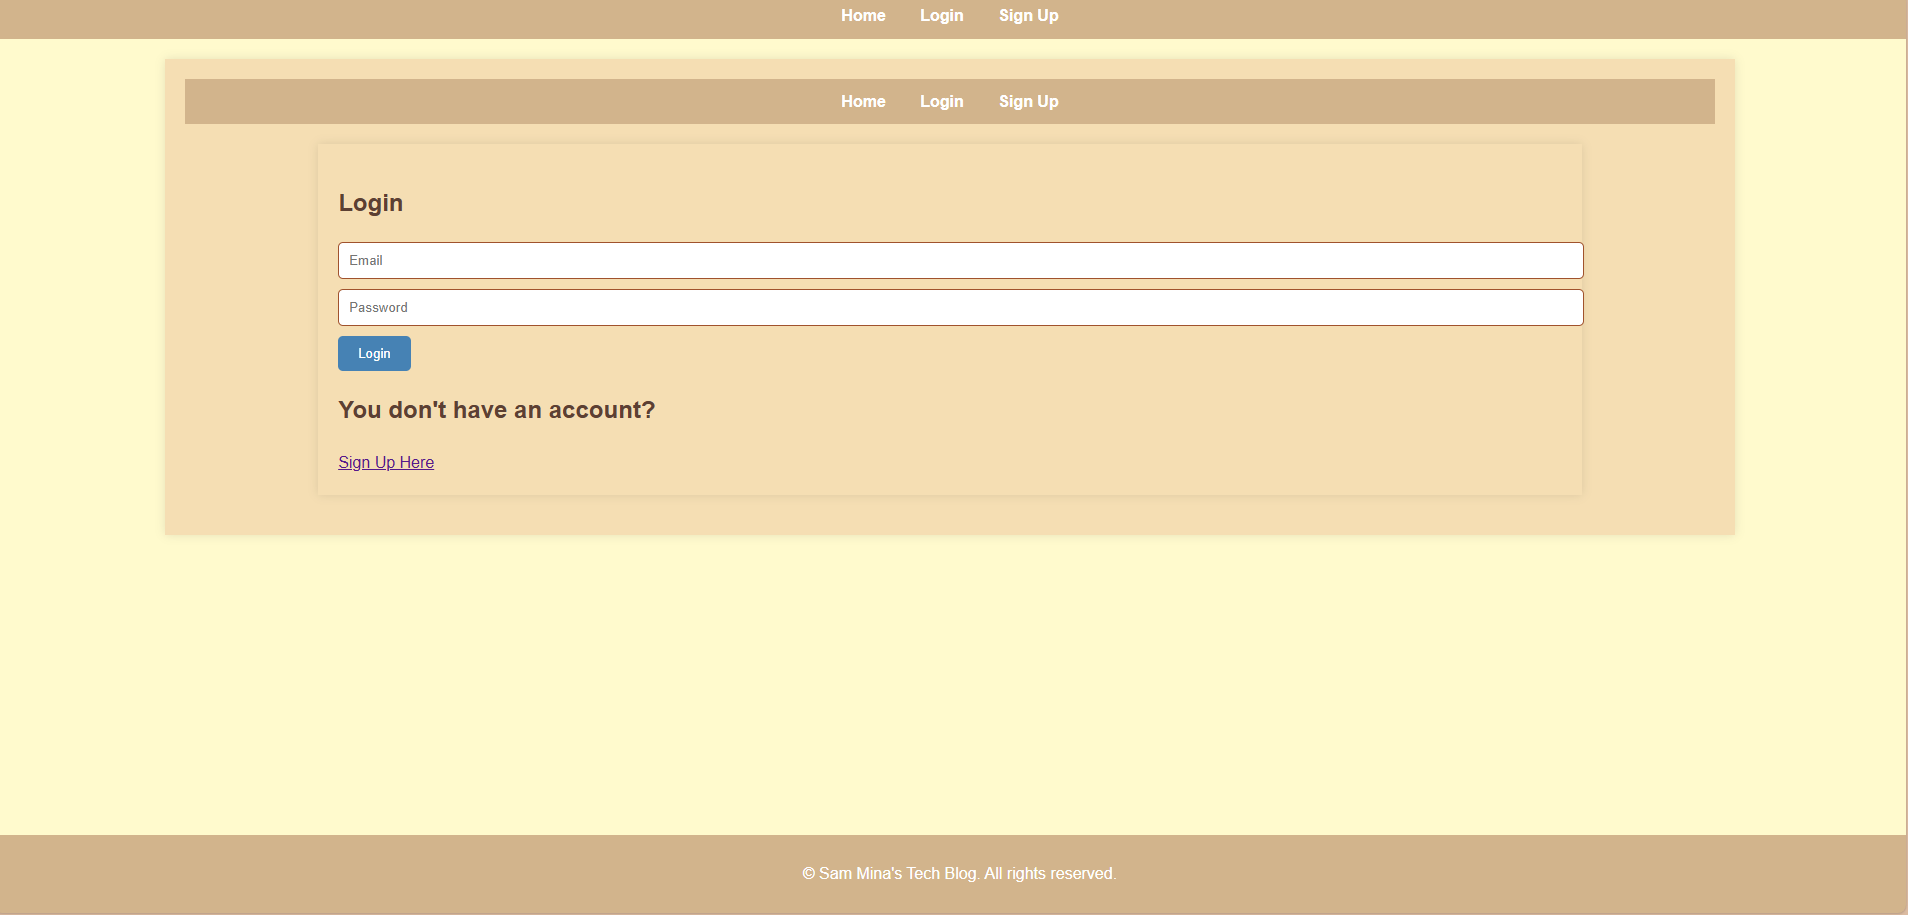 Home Login Sign Up
Home Login Sign Up
Login
Email
Password
Login
You don't have an account?
Sign Up Here
© Sam Mina's Tech Blog. All rights reserved.